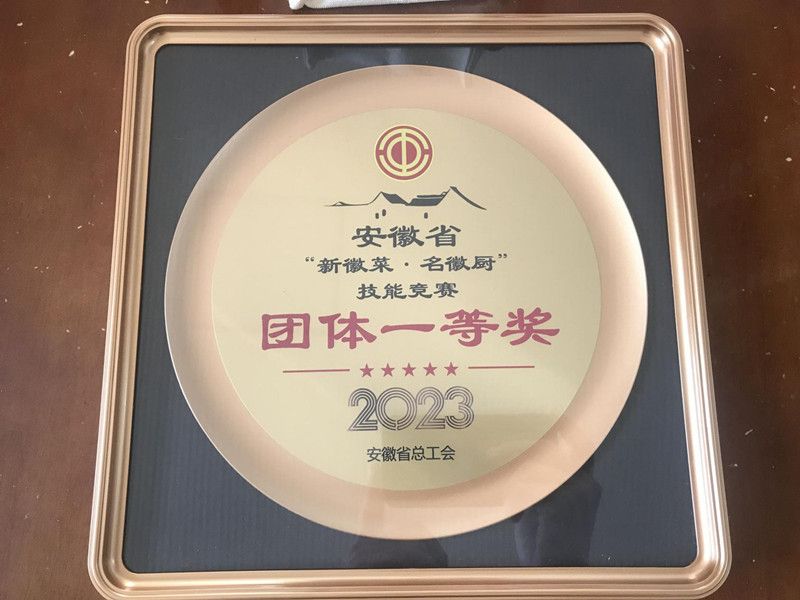 安徽省
“新徽菜·名徽厨”
技能竞赛
团体一等奖
2023
安徽省总工会